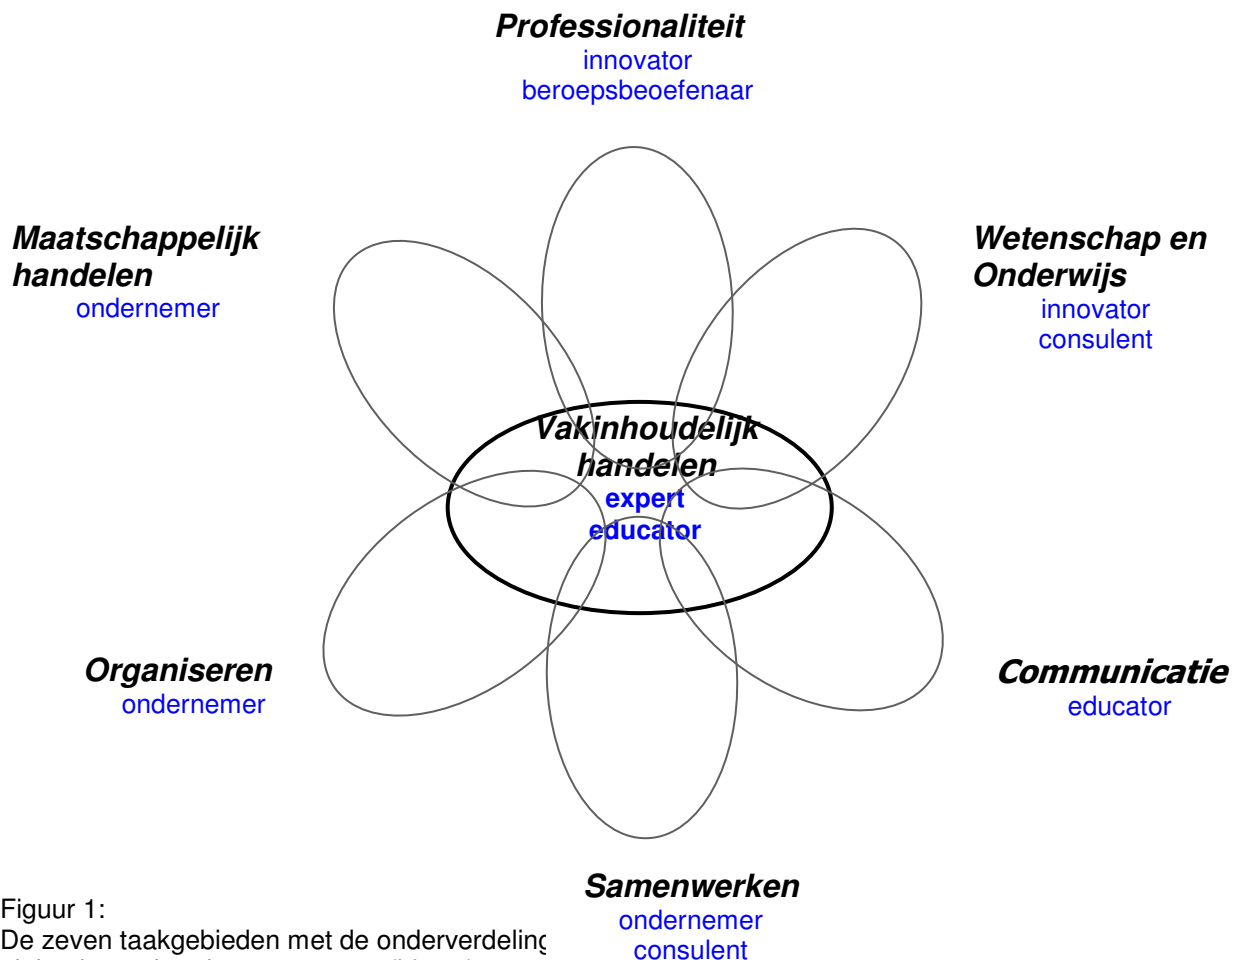 Professionaliteit
innovator
beroepsbeoefenaar
Maatschappelijk
handelen
ondernemer
Wetenschap en
Onderwijs
innovator
consulent
Vakinhoudelijk
handelen
expert
educator
Organiseren
ondernemer
Communicatie
educator
Samenwerken
ondernemer
consulent
Figuur 1:
De zeven taakgebieden met de onderverdeling